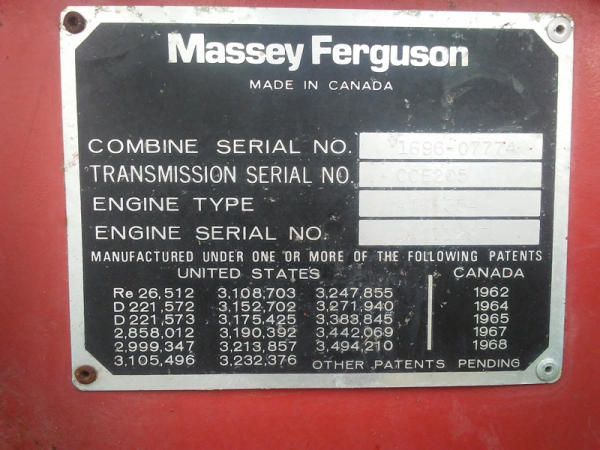 Massey Ferguson
MADE IN CANADA
COMBINE SERIAL NO. 1696-07774
TRANSMISSION SERIAL NO. CCE205
ENGINE TYPE
ENGINE SERIAL NO.
MANUFACTURED UNDER ONE OR MORE OF THE FOLLOWING PATENTS
UNITED STATES CANADA
Re 26,512 3,108,703 3,247,855 1962
D 221,572 3,152,702 3,271,940 1964
D 221,573 3,175,425 3,383,845 1965
2,858,012 3,190,392 3,442,069 1967
2,999,347 3,213,857 3,494,210 1968
3,105,496 3,232,376 OTHER PATENTS PENDING